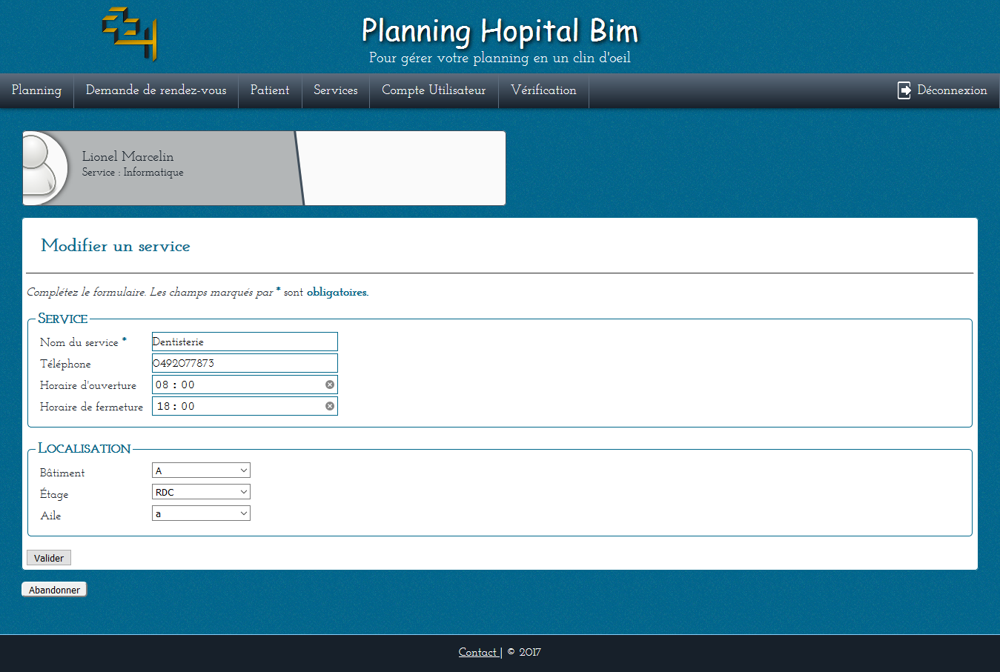 Planning Hopital Bim
Pour gérer votre planning en un clin d'oeil
Planning Demande de rendez-vous Patient Services Compte Utilisateur Vérification Déconnexion
Lionel Marcelin
Service : Informatique
Modifier un service
Complétez le formulaire. Les champs marqués par * sont obligatoires.
SERVICE
Nom du service * Dentisterie
Téléphone 0492077873
Horaire d'ouverture 08 : 00
Horaire de fermeture 18 : 00
LOCALISATION
Bâtiment A
Étage RDC
Aile a
Valider
Abandonner
Contact | © 2017